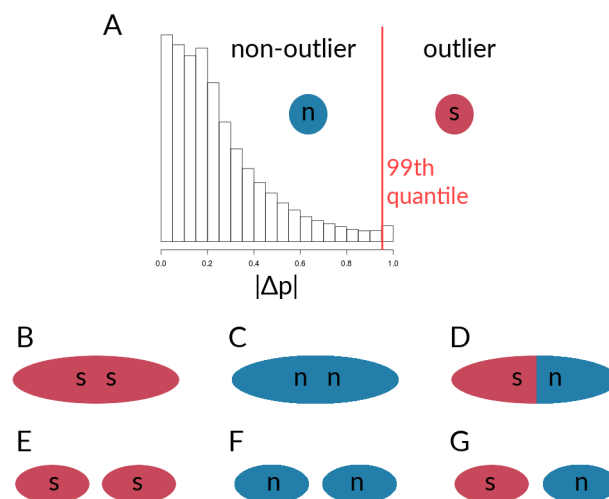 A
non-outlier outlier
n s
99th
quantile
0.0 0.2 0.4 0.6 0.8 1.0
|Δp|
B C D
s s n n s n
E F G
s s n n s n